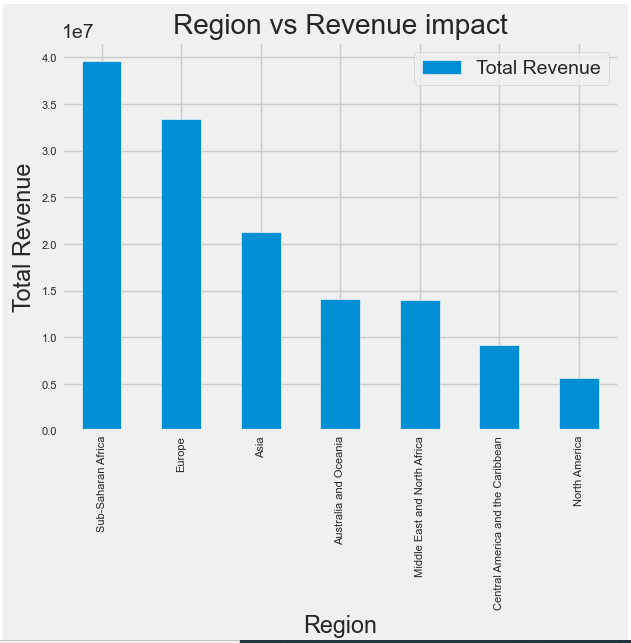 Region vs Revenue impact
1e7
Total Revenue
4.0
3.5
3.0
2.5
2.0
1.5
1.0
0.5
0.0
Total Revenue
Sub-Saharan Africa
Europe
Asia
Australia and Oceania
Middle East and North Africa
Central America and the Caribbean
North America
Region